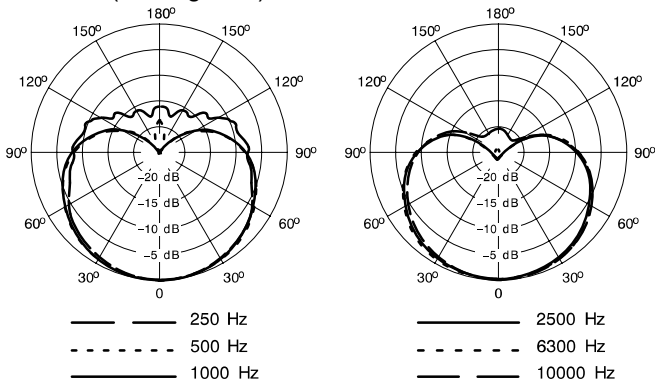 180°
150° 150°
120° 120°
90° 90°
60° 60°
30° 30°
0
−20 dB
−15 dB
−10 dB
−5 dB
250 Hz
500 Hz
1000 Hz
180°
150° 150°
120° 120°
90° 90°
60° 60°
30° 30°
0
−20 dB
−15 dB
−10 dB
−5 dB
2500 Hz
6300 Hz
10000 Hz